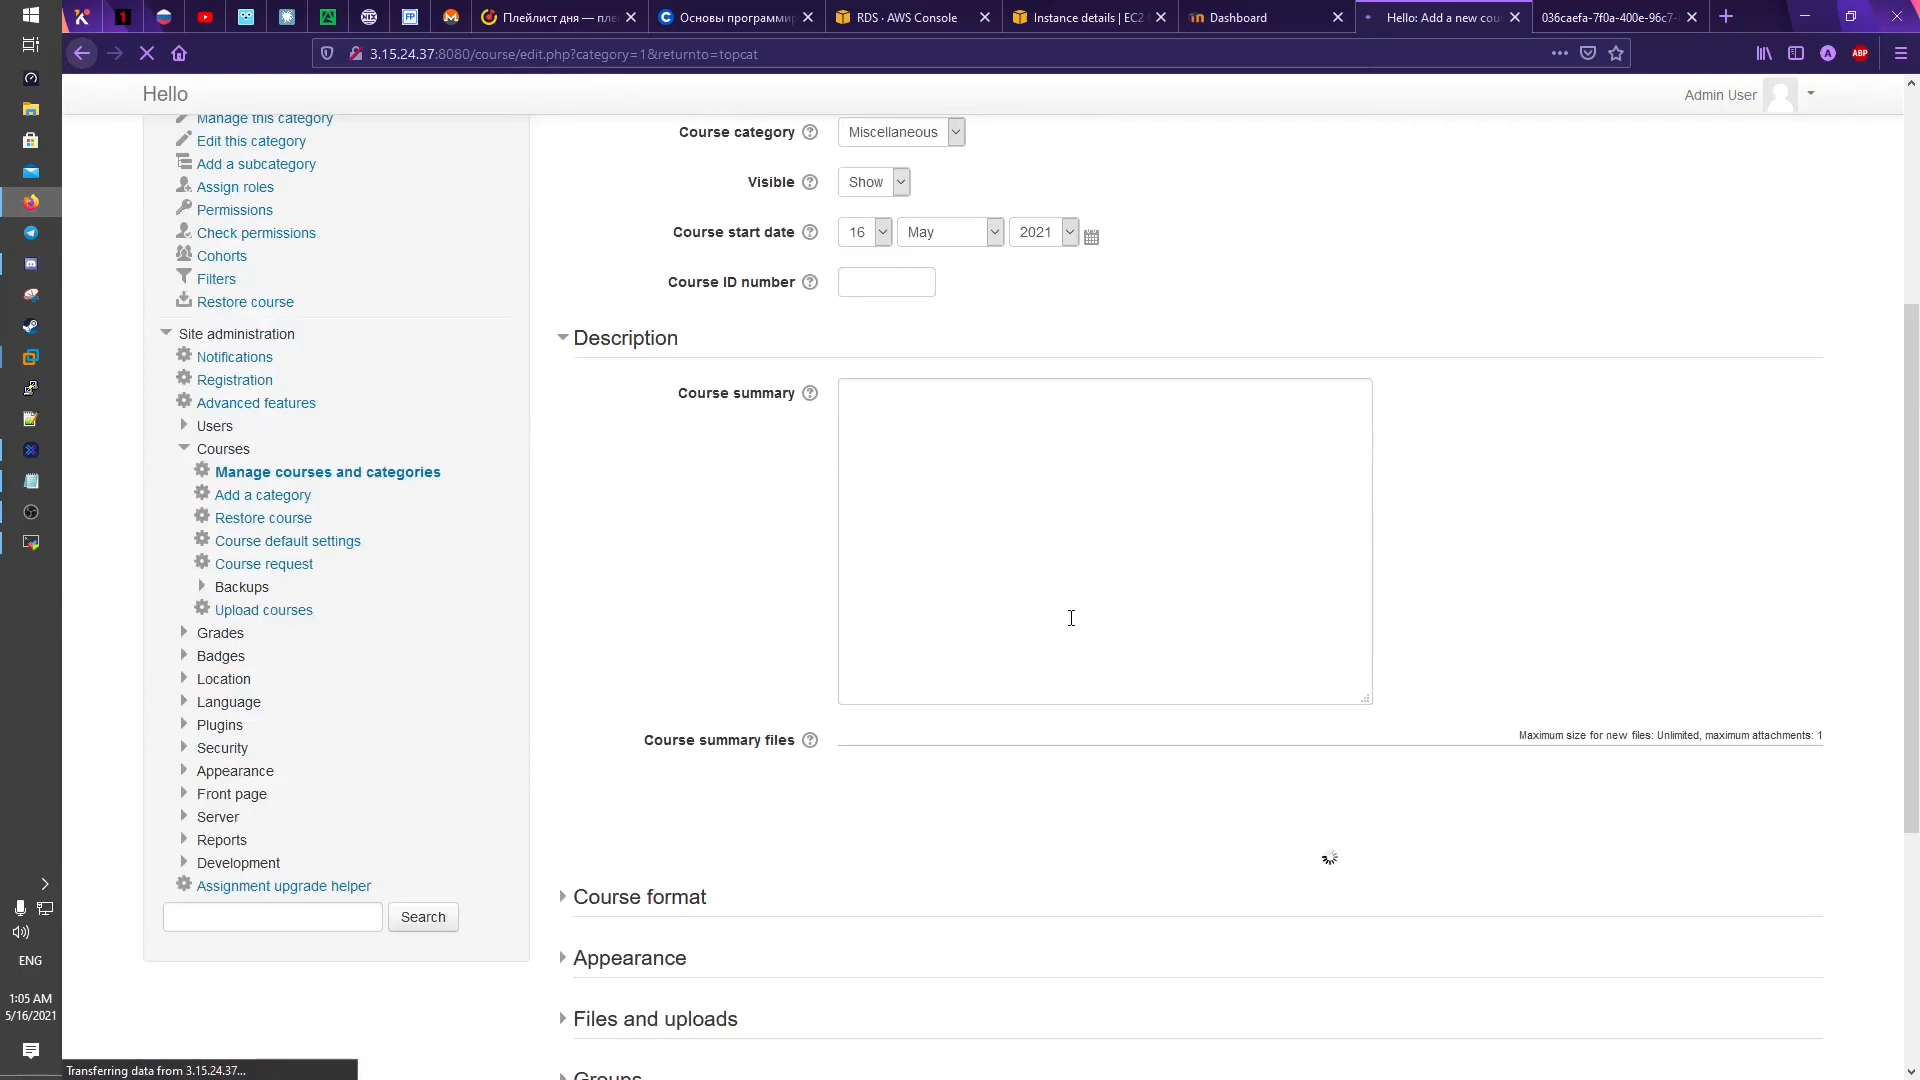 Плейлист дня — пле
Основы программир
RDS · AWS Console
Instance details | EC2
Dashboard
Hello: Add a new cou
036caefa-7f0a-400e-96c7-
3.15.24.37:8080/course/edit.php?category=1&returnto=topcat
ABP
Hello
Admin User
Manage this category
Edit this category
Add a subcategory
Assign roles
Permissions
Check permissions
Cohorts
Filters
Restore course
Site administration
Notifications
Registration
Advanced features
Users
Courses
Manage courses and categories
Add a category
Restore course
Course default settings
Course request
Backups
Upload courses
Grades
Badges
Location
Language
Plugins
Security
Appearance
Front page
Server
Reports
Development
Assignment upgrade helper
Search
Course category
Miscellaneous
Visible
Show
Course start date
16 May 2021
Course ID number
Description
Course summary
Course summary files
Maximum size for new files: Unlimited, maximum attachments: 1
Course format
Appearance
Files and uploads
Groups
ENG
1:05 AM
5/16/2021
Transferring data from 3.15.24.37...